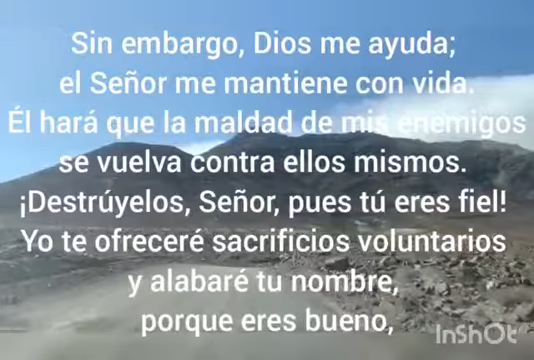 Sin embargo, Dios me ayuda;
el Señor me mantiene con vida.
Él hará que la maldad de mis enemigos
se vuelva contra ellos mismos.
¡Destrúyelos, Señor, pues tú eres fiel!
Yo te ofreceré sacrificios voluntarios
y alabaré tu nombre,
porque eres bueno,
InShOt